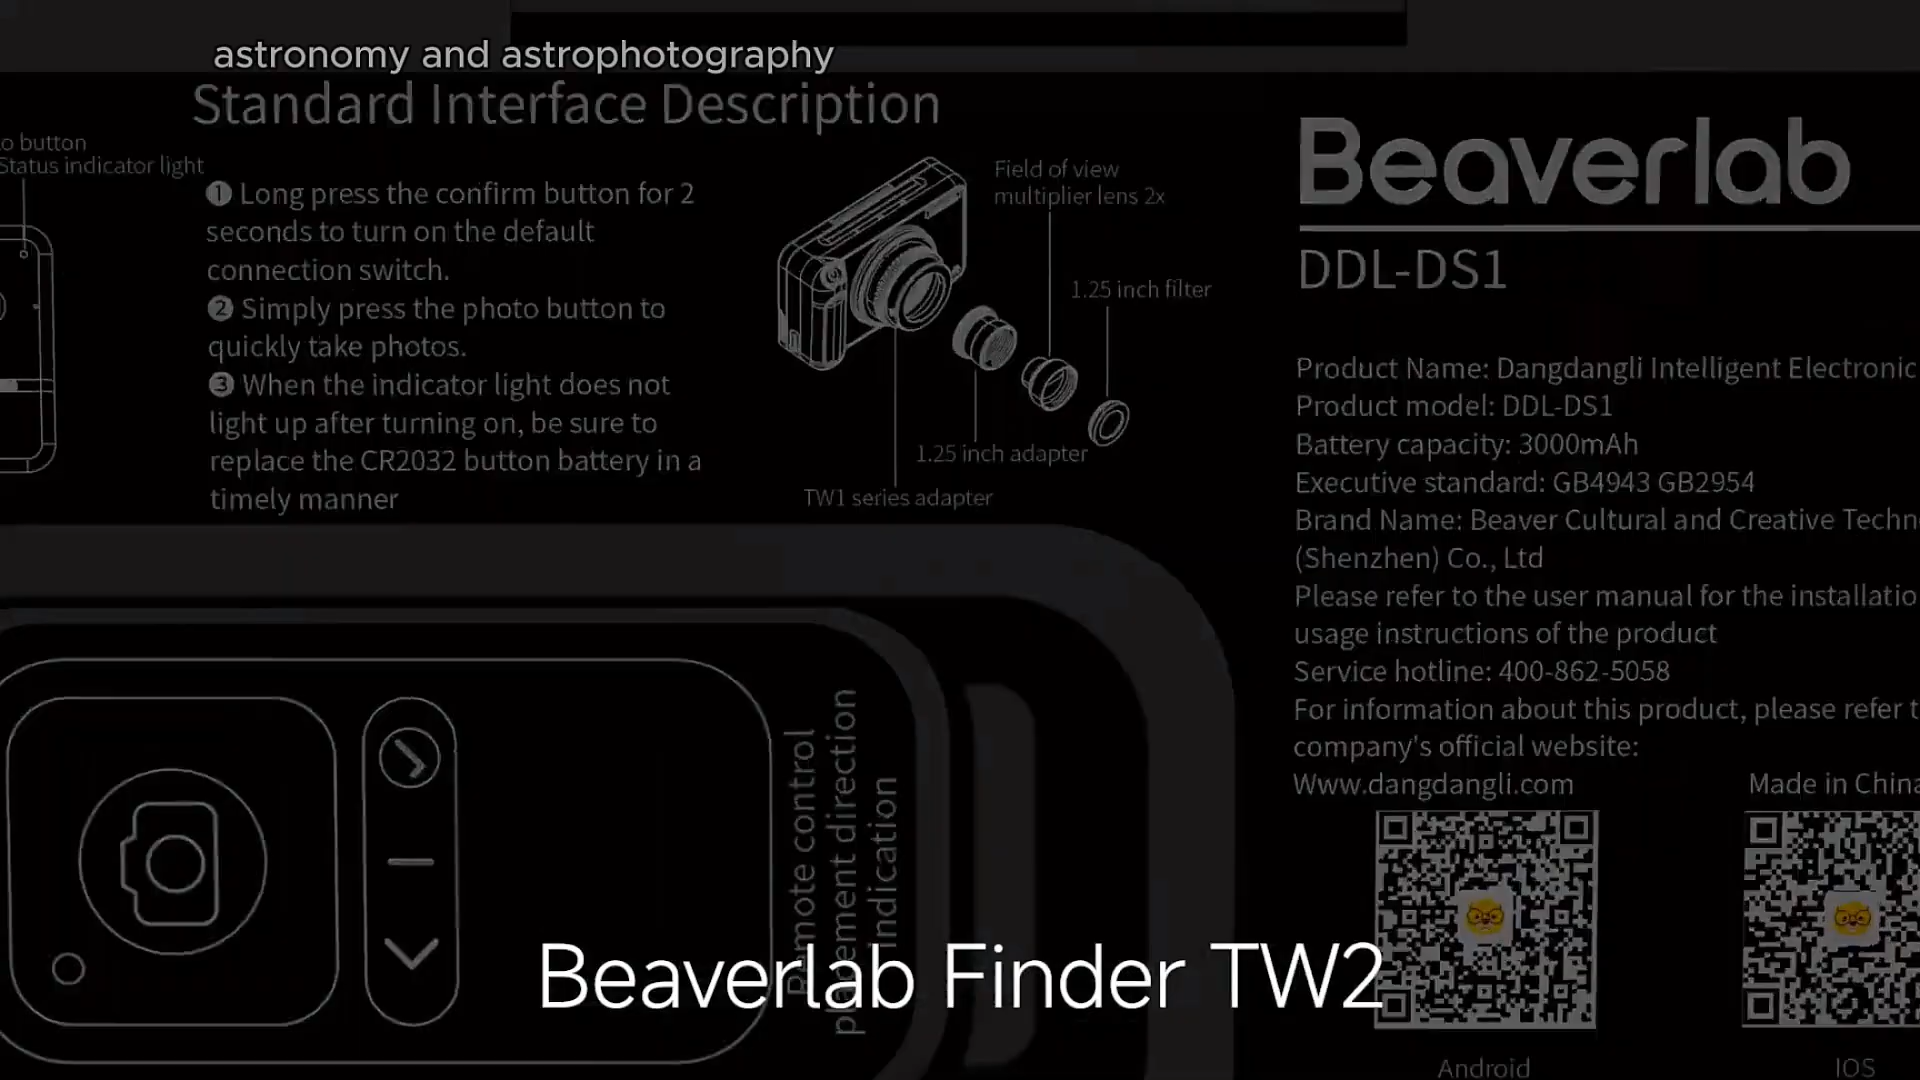 astronomy and astrophotography
Standard Interface Description
o button
Status indicator light
❶ Long press the confirm button for 2
seconds to turn on the default
connection switch.
❷ Simply press the photo button to
quickly take photos.
❸ When the indicator light does not
light up after turning on, be sure to
replace the CR2032 button battery in a
timely manner
Field of view
multiplier lens 2x
1.25 inch filter
1.25 inch adapter
TW1 series adapter
Beaverlab
DDL-DS1
Product Name: Dangdangli Intelligent Electronic
Product model: DDL-DS1
Battery capacity: 3000mAh
Executive standard: GB4943 GB2954
Brand Name: Beaver Cultural and Creative Techn
(Shenzhen) Co., Ltd
Please refer to the user manual for the installatio
usage instructions of the product
Service hotline: 400-862-5058
For information about this product, please refer t
company's official website:
Www.dangdangli.com
Made in China
Android
IOS
Remote control
placement direction
indication
Beaverlab Finder TW2